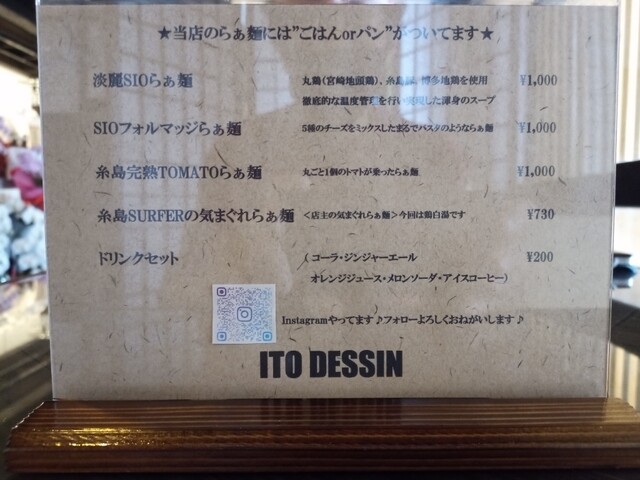 ★当店のらぁ麺には"ごはんorパン"がついてます★
淡麗SIOらぁ麺 丸鶏(宮崎地頭鶏)、糸島豚、博多地鶏を使用 ¥1,000
徹底的な温度管理を行い実現した渾身のスープ
SIOフォルマッジらぁ麺 5種のチーズをミックスしたまるでパスタのようならぁ麺 ¥1,000
糸島完熟TOMATOらぁ麺 丸ごと1個のトマトが乗ったらぁ麺 ¥1,000
糸島SURFERの気まぐれらぁ麺 <店主の気まぐれらぁ麺>今回は鶏白湯です ¥730
ドリンクセット (コーラ・ジンジャーエール ¥200
オレンジジュース・メロンソーダ・アイスコーヒー)
Instagramやってます♪フォローよろしくおねがいします♪
ITO DESSIN